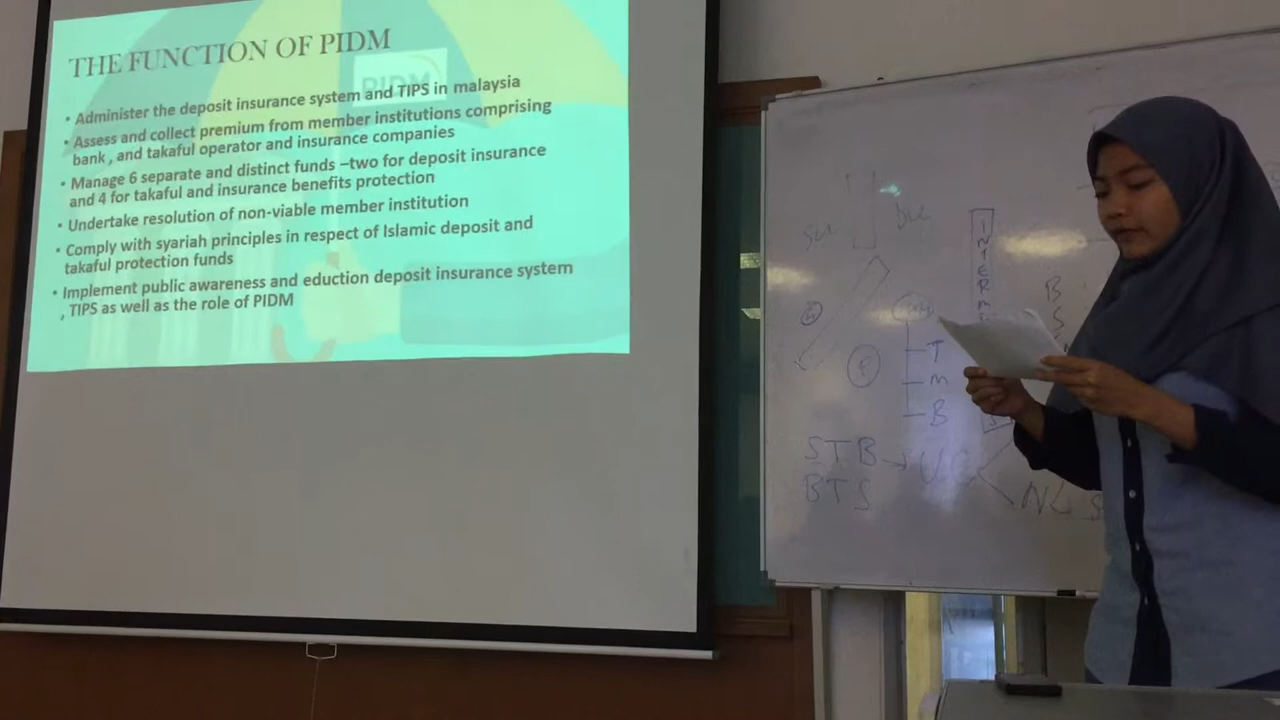 THE FUNCTION OF PIDM
PIDM
• Administer the deposit insurance system and TIPS in malaysia
• Assess and collect premium from member institutions comprising
bank , and takaful operator and insurance companies
• Manage 6 separate and distinct funds –two for deposit insurance
and 4 for takaful and insurance benefits protection
• Undertake resolution of non-viable member institution
• Comply with syariah principles in respect of Islamic deposit and
takaful protection funds
• Implement public awareness and eduction deposit insurance system
, TIPS as well as the role of PIDM
T
M
B
STB
BTS